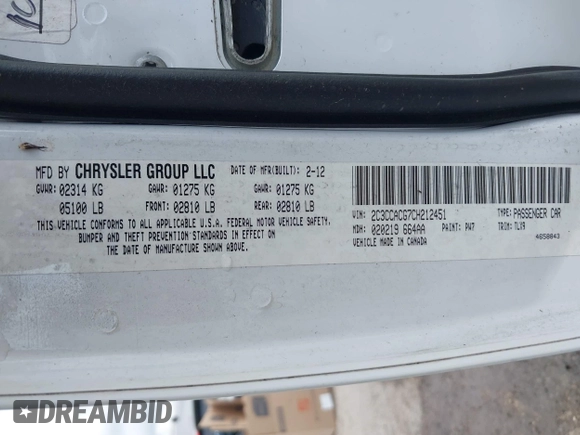 MFD BY CHRYSLER GROUP LLC DATE OF MFR(BUILT): 2-12
GVWR: 02314 KG GAWR: 01275 KG GAWR: 01275 KG
05100 LB FRONT: 02810 LB REAR: 02810 LB
THIS VEHICLE CONFORMS TO ALL APPLICABLE U.S.A. FEDERAL MOTOR VEHICLE SAFETY,
BUMPER AND THEFT PREVENTION STANDARDS IN EFFECT ON
THE DATE OF MANUFACTURE SHOWN ABOVE.
VIN: 2C3CCACG7CH212451 TYPE: PASSENGER CAR
MDH: 020219 664AA PAINT: PW7 TRIM: TLX9
VEHICLE MADE IN CANADA 4658843
DREAMBID